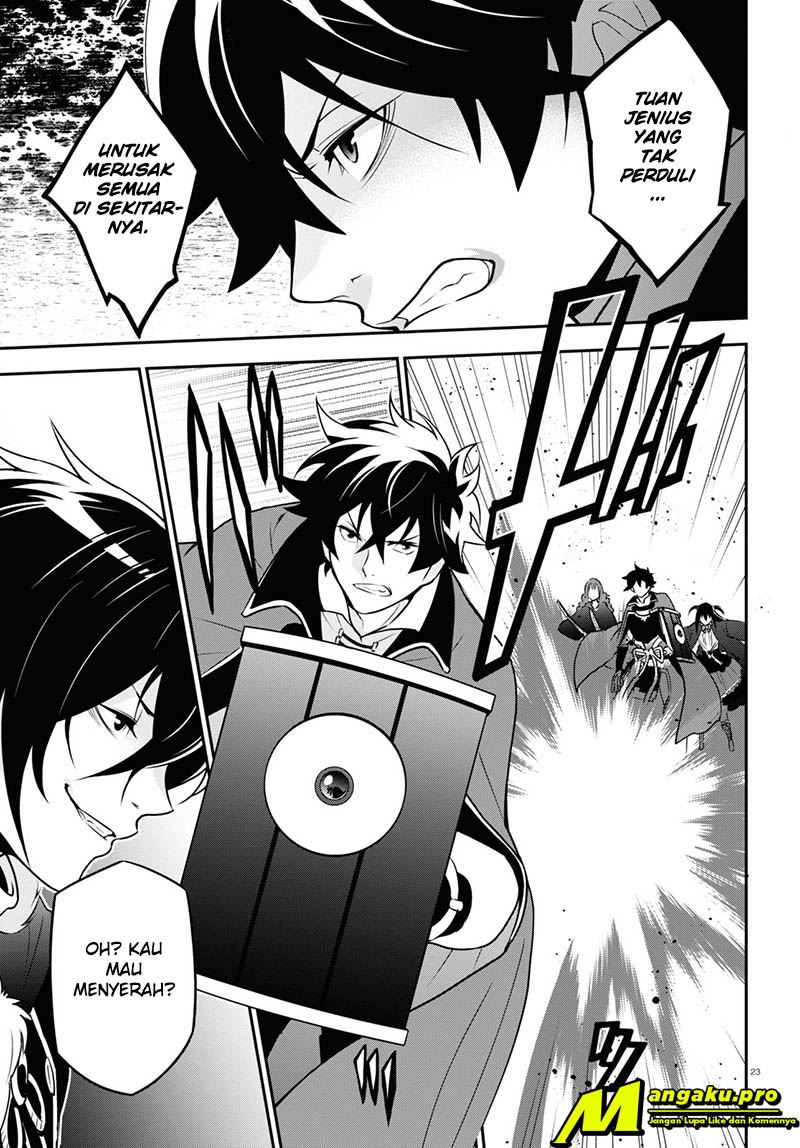 TUAN
JENIUS
YANG
TAK
PERDULI
...
UNTUK
MERUSAK
SEMUA
DI SEKITAR-
NYA.
OH? KAU
MAU
MENYERAH?
23
Mangaku.pro
Jangan Lupa Like dan Komennya